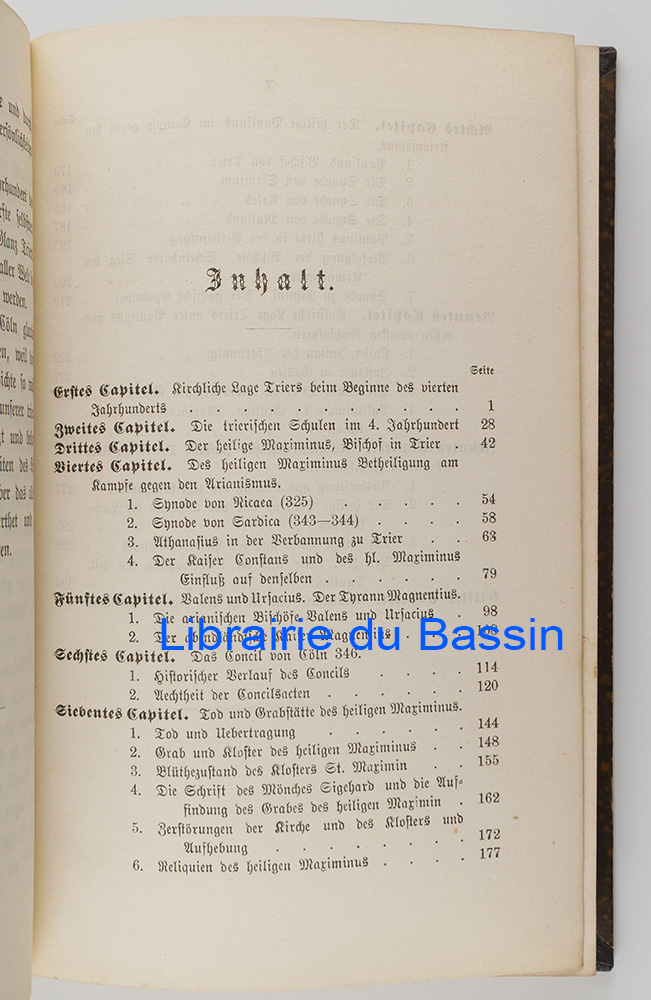 Inhalt.
Seite
Erstes Capitel. Kirchliche Lage Triers beim Beginne des vierten
Jahrhunderts . . . . . . . . . . . 1
Zweites Capitel. Die trierischen Schulen im 4. Jahrhundert 28
Drittes Capitel. Der heilige Maximinus, Bischof in Trier . 42
Viertes Capitel. Des heiligen Maximinus Betheiligung am
Kampfe gegen den Arianismus.
1. Synode von Nicaea (325) . . . . . 54
2. Synode von Sardica (343—344) . . . . 58
3. Athanasius in der Verbannung zu Trier . . 63
4. Der Kaiser Constans und des hl. Maximinus
Einfluß auf denselben . . . . . . 79
Fünftes Capitel. Valens und Ursacius. Der Tyrann Magnentius.
1. Die arianischen Bischöfe Valens und Ursacius . 98
2. Der abendländische Kaiser Magnentius . . .
Librairie du Bassin
Sechstes Capitel. Das Concil von Cöln 346.
1. Historischer Verlauf des Concils . . . . 114
2. Aechtheit der Concilsacten . . . . . 120
Siebentes Capitel. Tod und Grabstätte des heiligen Maximinus.
1. Tod und Uebertragung . . . . . . 144
2. Grab und Kloster des heiligen Maximinus . . 148
3. Blüthezustand des Klosters St. Maximin . . 155
4. Die Schrift des Mönches Sigehard und die Auf-
findung des Grabes des heiligen Maximin . 162
5. Zerstörungen der Kirche und des Klosters und
Aufhebung . . . . . . . . 172
6. Reliquien des heiligen Maximinus . . . . 177